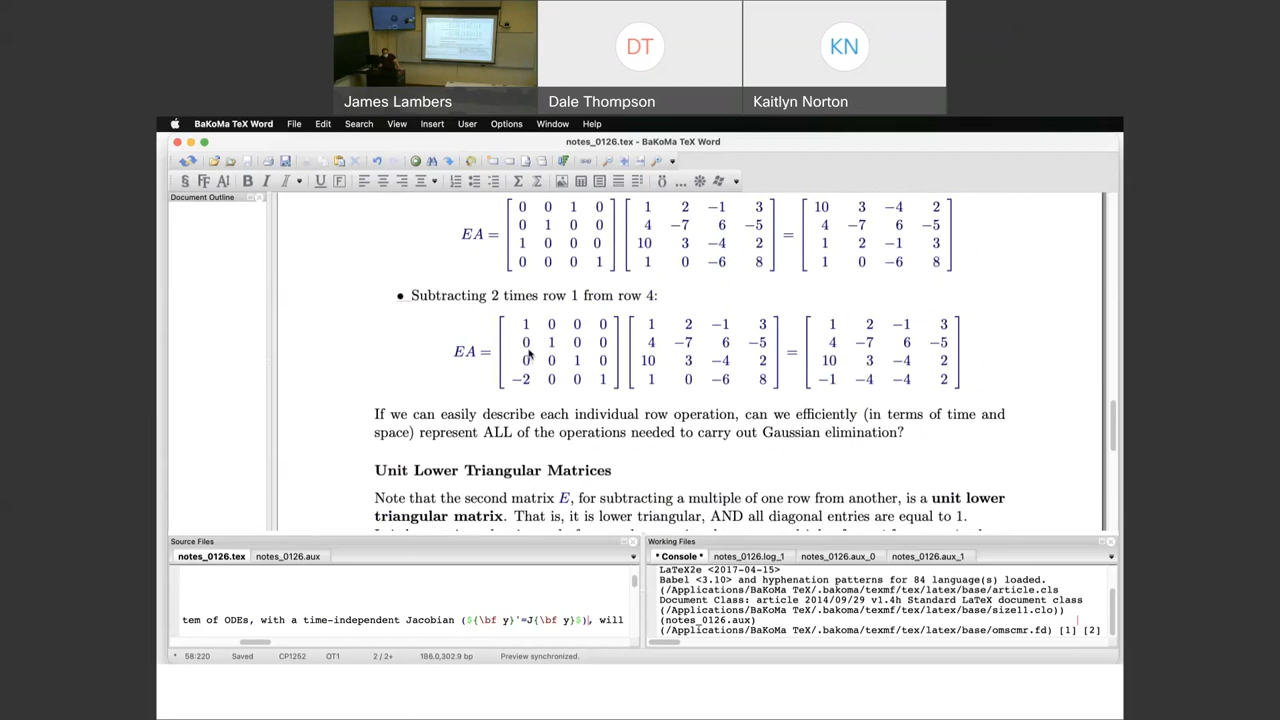 DT
KN
James Lambers
Dale Thompson
Kaitlyn Norton
BaKoMa TeX Word File Edit Search View Insert User Options Window Help
notes_0126.tex - BaKoMa TeX Word
Document Outline
EA = [ 0 0 1 0 ] [ 1 2 −1 3 ] = [ 10 3 −4 2 ]
[ 0 1 0 0 ] [ 4 −7 6 −5 ] [ 4 −7 6 −5 ]
[ 1 0 0 0 ] [ 10 3 −4 2 ] [ 1 2 −1 3 ]
[ 0 0 0 1 ] [ 1 0 −6 8 ] [ 1 0 −6 8 ]
• Subtracting 2 times row 1 from row 4:
EA = [ 1 0 0 0 ] [ 1 2 −1 3 ] = [ 1 2 −1 3 ]
[ 0 1 0 0 ] [ 4 −7 6 −5 ] [ 4 −7 6 −5 ]
[ 0 0 1 0 ] [ 10 3 −4 2 ] [ 10 3 −4 2 ]
[ −2 0 0 1 ] [ 1 0 −6 8 ] [ −1 −4 −4 2 ]
If we can easily describe each individual row operation, can we efficiently (in terms of time and
space) represent ALL of the operations needed to carry out Gaussian elimination?
Unit Lower Triangular Matrices
Note that the second matrix E, for subtracting a multiple of one row from another, is a unit lower
triangular matrix. That is, it is lower triangular, AND all diagonal entries are equal to 1.
Source Files
notes_0126.tex notes_0126.aux
tem of ODEs, with a time-independent Jacobian (${\bf y}'=J{\bf y}$), will
Working Files
* Console * notes_0126.log_1 notes_0126.aux_0 notes_0126.aux_1
LaTeX2e <2017-04-15>
Babel <3.10> and hyphenation patterns for 84 language(s) loaded.
(/Applications/BaKoMa TeX/.bakoma/texmf/tex/latex/base/article.cls
Document Class: article 2014/09/29 v1.4h Standard LaTeX document class
(/Applications/BaKoMa TeX/.bakoma/texmf/tex/latex/base/size11.clo))
(notes_0126.aux)
(/Applications/BaKoMa TeX/.bakoma/texmf/tex/latex/base/omscmr.fd) [1] [2]
* 58:220 Saved CP1252 OT1 2 / 2+ 186.0,302.9 bp Preview synchronized.